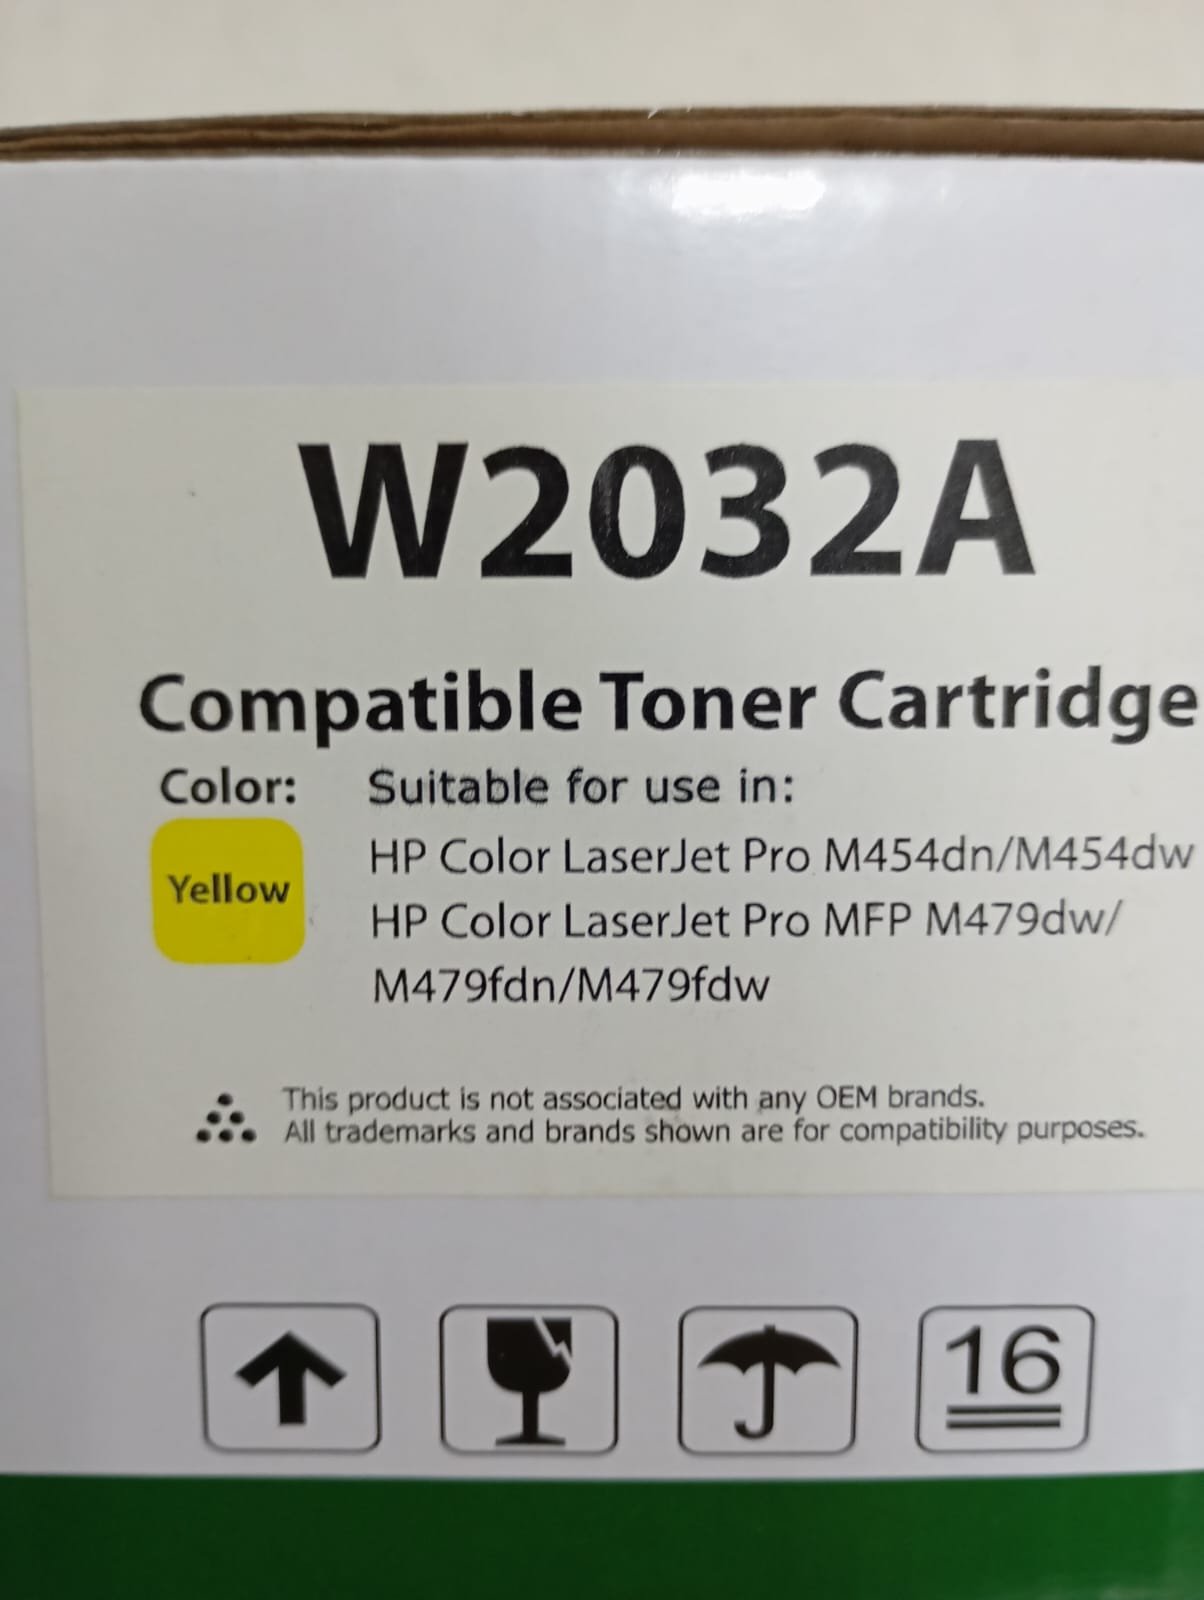 W2032A
Compatible Toner Cartridge
Color:
Suitable for use in:
Yellow
HP Color LaserJet Pro M454dn/M454dw
HP Color LaserJet Pro MFP M479dw/
M479fdn/M479fdw
This product is not associated with any OEM brands.
All trademarks and brands shown are for compatibility purposes.
16